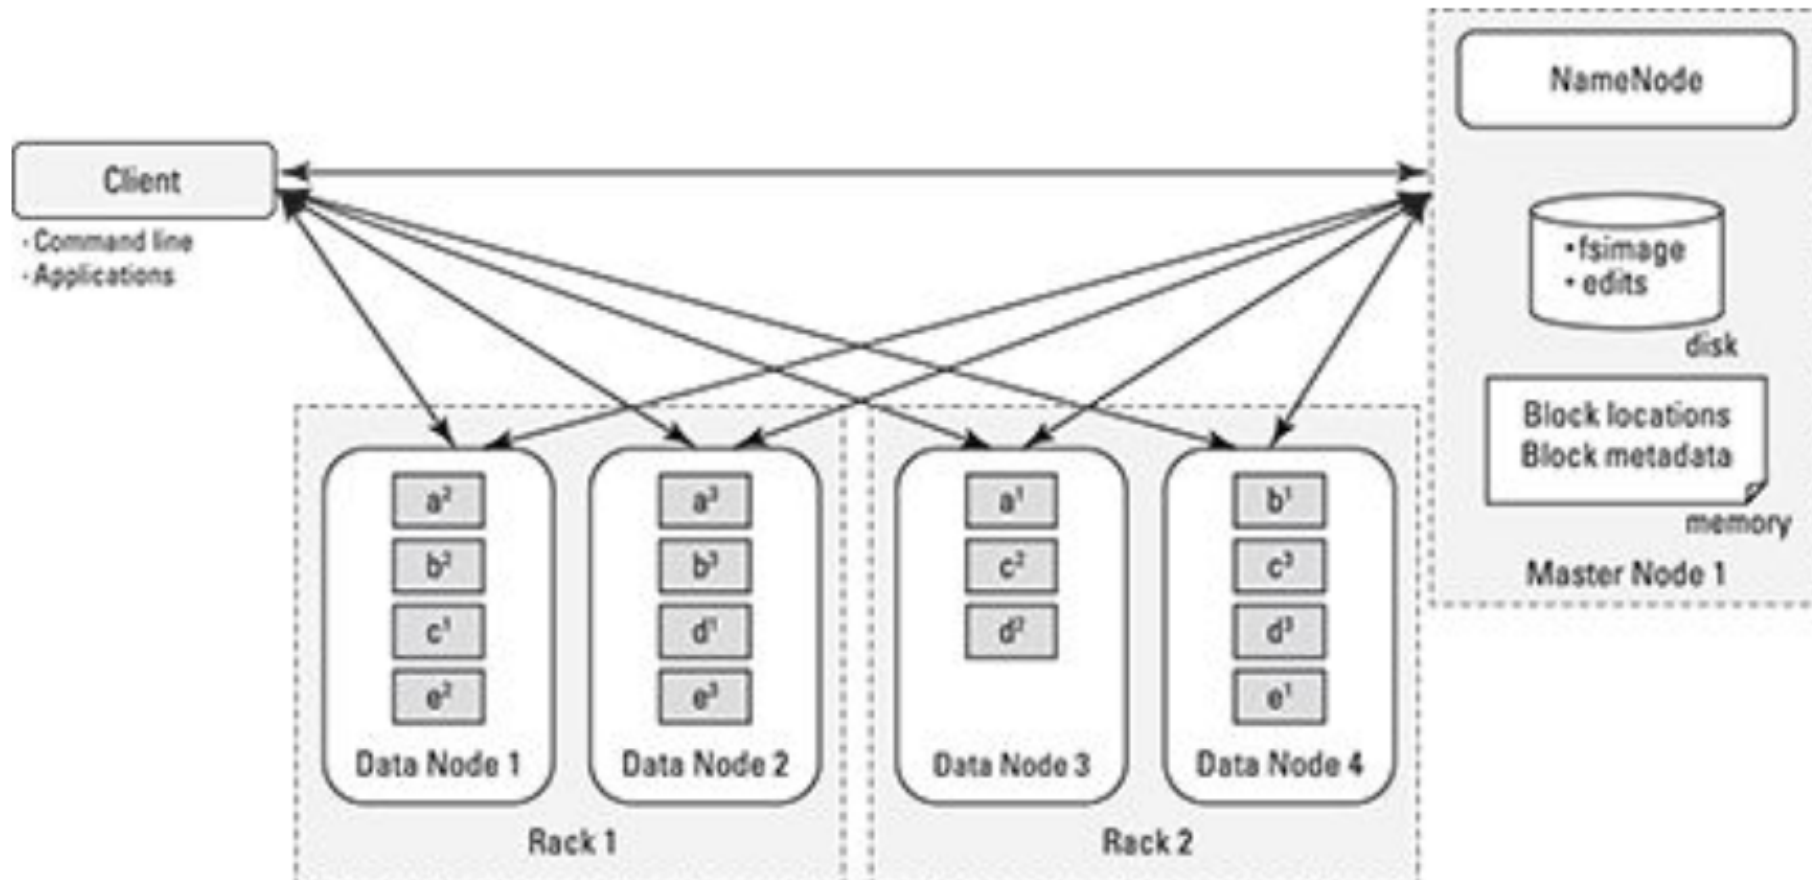 NameNode
Client
· Command line
· Applications
• fsimage
• edits
disk
Block locations
Block metadata
memory
Master Node 1
a²
b²
c¹
e²
Data Node 1
a³
b³
d¹
e³
Data Node 2
Rack 1
a¹
c²
d²
Data Node 3
b¹
c³
d³
e¹
Data Node 4
Rack 2